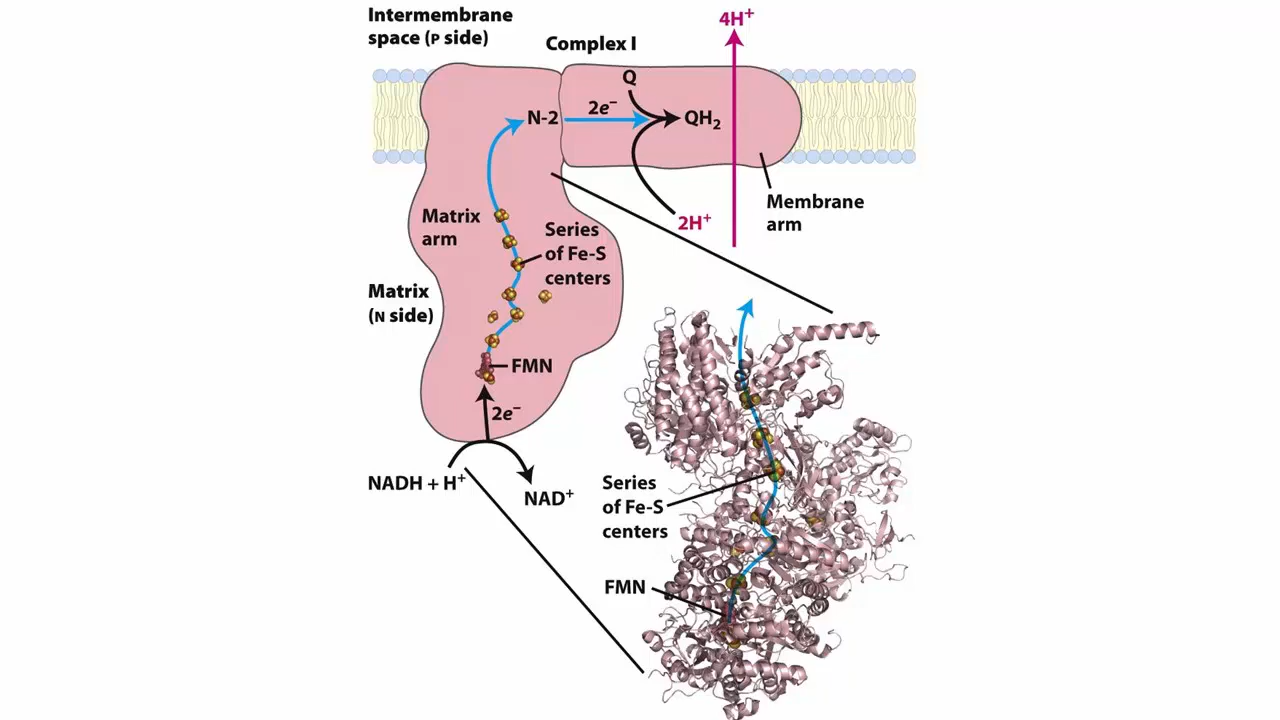 Intermembrane
space (P side)
Complex I
4H⁺
Q
N-2
2e⁻
QH₂
Matrix
arm
Series
of Fe-S
centers
2H⁺
Membrane
arm
Matrix
(N side)
FMN
2e⁻
NADH + H⁺
NAD⁺
Series
of Fe-S
centers
FMN